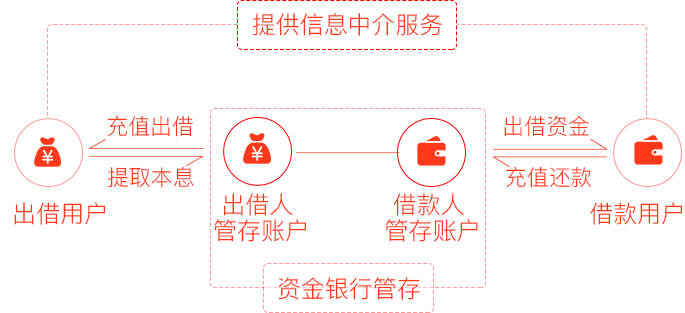 提供信息中介服务
充值出借
提取本息
出借用户
出借人
管存账户
借款人
管存账户
出借资金
充值还款
借款用户
资金银行管存